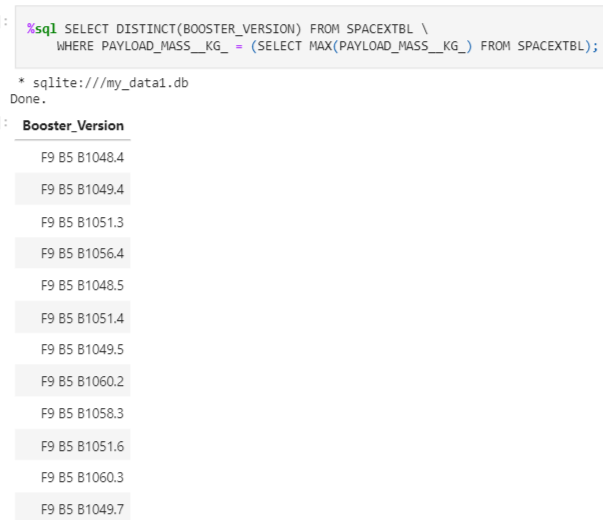 ]:
%sql SELECT DISTINCT(BOOSTER_VERSION) FROM SPACEXTBL \
WHERE PAYLOAD_MASS__KG_ = (SELECT MAX(PAYLOAD_MASS__KG_) FROM SPACEXTBL);
* sqlite:///my_data1.db
Done.
]:
Booster_Version
F9 B5 B1048.4
F9 B5 B1049.4
F9 B5 B1051.3
F9 B5 B1056.4
F9 B5 B1048.5
F9 B5 B1051.4
F9 B5 B1049.5
F9 B5 B1060.2
F9 B5 B1058.3
F9 B5 B1051.6
F9 B5 B1060.3
F9 B5 B1049.7